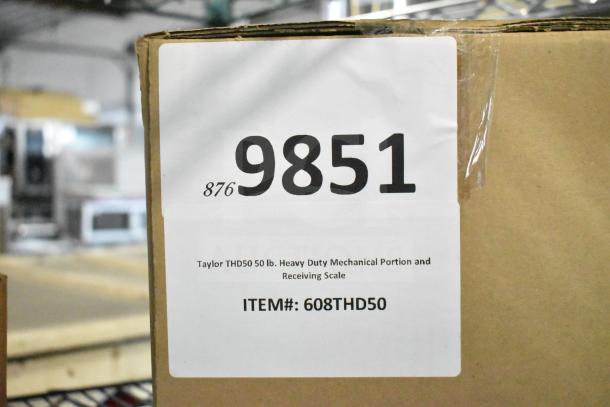 876 9851
Taylor THD50 50 lb. Heavy Duty Mechanical Portion and
Receiving Scale
ITEM#: 608THD50